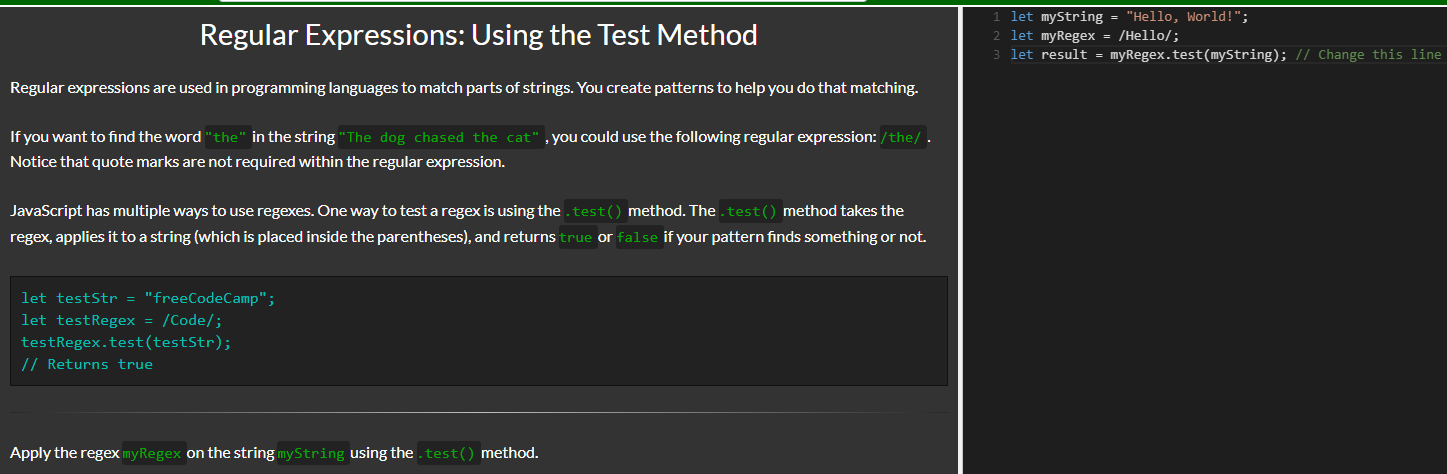 Regular Expressions: Using the Test Method
Regular expressions are used in programming languages to match parts of strings. You create patterns to help you do that matching.
If you want to find the word "the" in the string "The dog chased the cat" , you could use the following regular expression: /the/ .
Notice that quote marks are not required within the regular expression.
JavaScript has multiple ways to use regexes. One way to test a regex is using the .test() method. The .test() method takes the
regex, applies it to a string (which is placed inside the parentheses), and returns true or false if your pattern finds something or not.
let testStr = "freeCodeCamp";
let testRegex = /Code/;
testRegex.test(testStr);
// Returns true
Apply the regex myRegex on the string myString using the .test() method.
1 let myString = "Hello, World!";
2 let myRegex = /Hello/;
3 let result = myRegex.test(myString); // Change this line